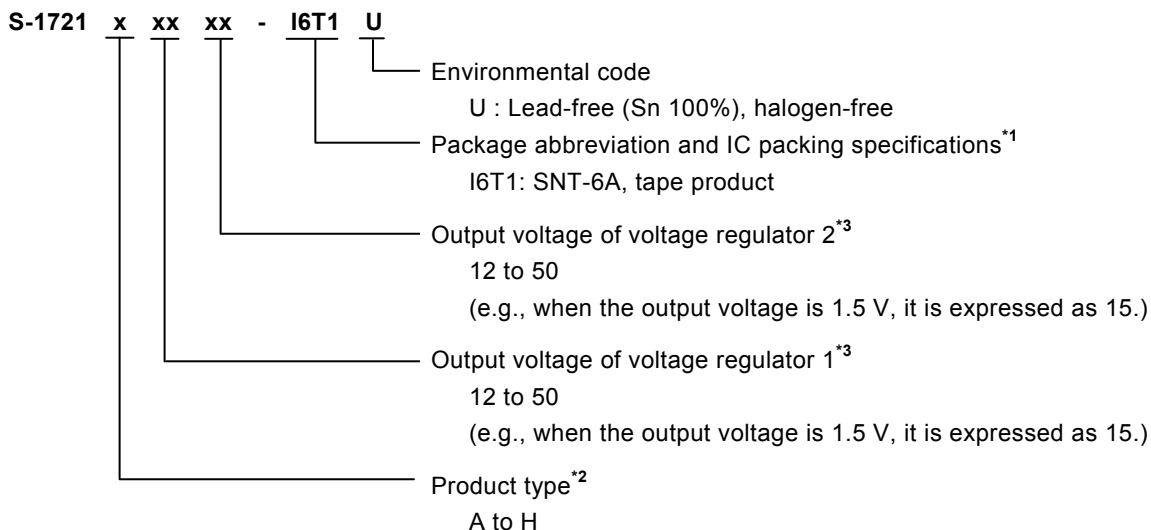 S-1721 x xx xx - I6T1 U
Environmental code
U : Lead-free (Sn 100%), halogen-free
Package abbreviation and IC packing specifications*1
I6T1: SNT-6A, tape product
Output voltage of voltage regulator 2*3
12 to 50
(e.g., when the output voltage is 1.5 V, it is expressed as 15.)
Output voltage of voltage regulator 1*3
12 to 50
(e.g., when the output voltage is 1.5 V, it is expressed as 15.)
Product type*2
A to H